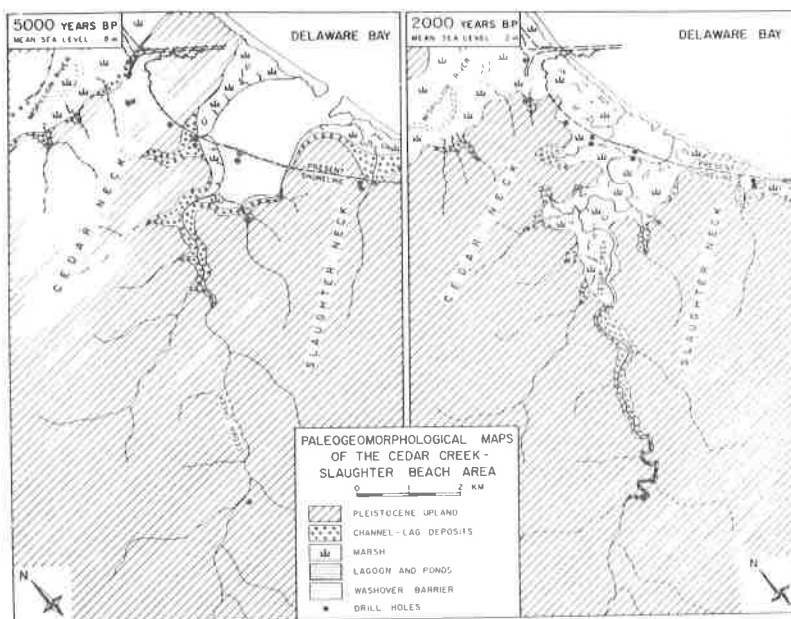 5000 YEARS BP
MEAN SEA LEVEL
DELAWARE BAY
RIVER
PRESENT
SHORELINE
CEDAR NECK
SLAUGHTER NECK
N
2000 YEARS BP
MEAN SEA LEVEL
DELAWARE BAY
RIVER
PRESENT
CEDAR NECK
SLAUGHTER NECK
N
PALEOGEOMORPHOLOGICAL MAPS
OF THE CEDAR CREEK -
SLAUGHTER BEACH AREA
0 1 2 KM
PLEISTOCENE UPLAND
CHANNEL-LAG DEPOSITS
MARSH
LAGOON AND PONDS
WASHOVER BARRIER
DRILL HOLES